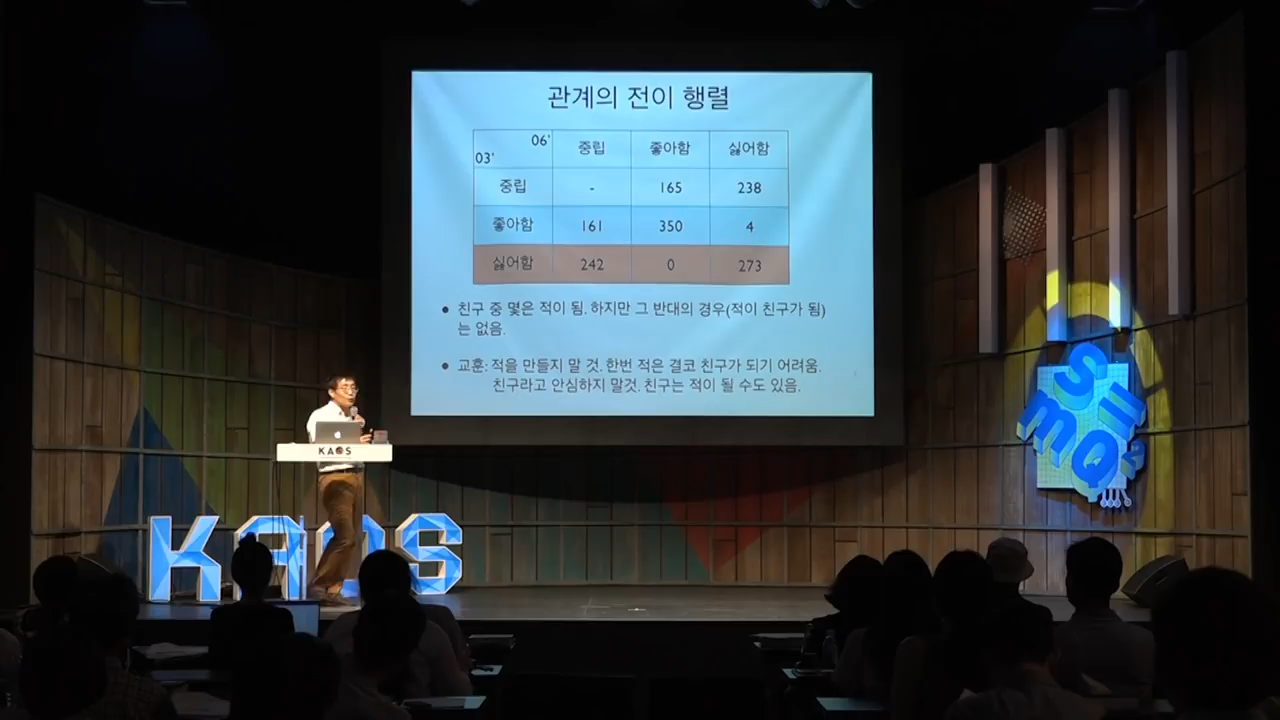 관계의 전이 행렬
06'
03'
중립 좋아함 싫어함
중립 - 165 238
좋아함 161 350 4
싫어함 242 0 273
• 친구 중 몇은 적이 됨. 하지만 그 반대의 경우(적이 친구가 됨)
는 없음.
• 교훈: 적을 만들지 말 것. 한번 적은 결코 친구가 되기 어려움.
친구라고 안심하지 말것. 친구는 적이 될 수도 있음.
KAOS
KAOS